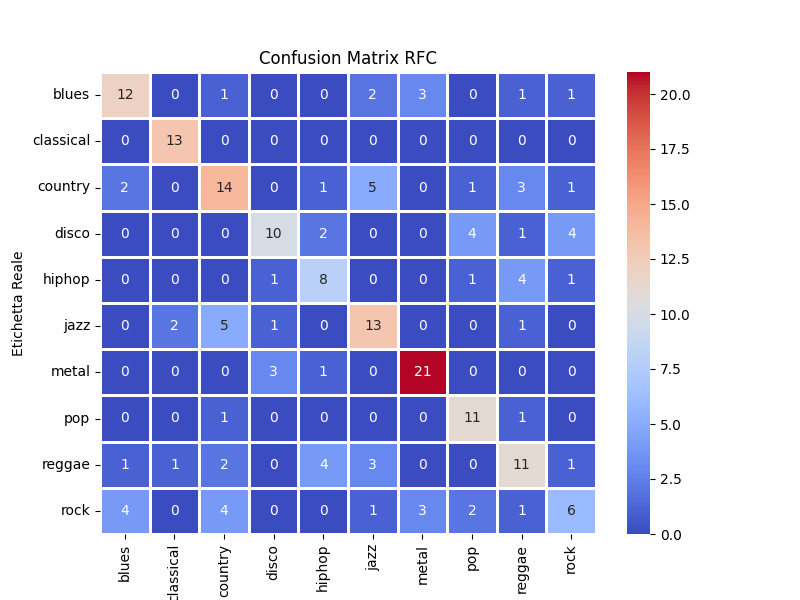 Confusion Matrix RFC
Etichetta Reale
blues 12 0 1 0 0 2 3 0 1 1
classical 0 13 0 0 0 0 0 0 0 0
country 2 0 14 0 1 5 0 1 3 1
disco 0 0 0 10 2 0 0 4 1 4
hiphop 0 0 0 1 8 0 0 1 4 1
jazz 0 2 5 1 0 13 0 0 1 0
metal 0 0 0 3 1 0 21 0 0 0
pop 0 0 1 0 0 0 0 11 1 0
reggae 1 1 2 0 4 3 0 0 11 1
rock 4 0 4 0 0 1 3 2 1 6
blues classical country disco hiphop jazz metal pop reggae rock
20.0
17.5
15.0
12.5
10.0
7.5
5.0
2.5
0.0